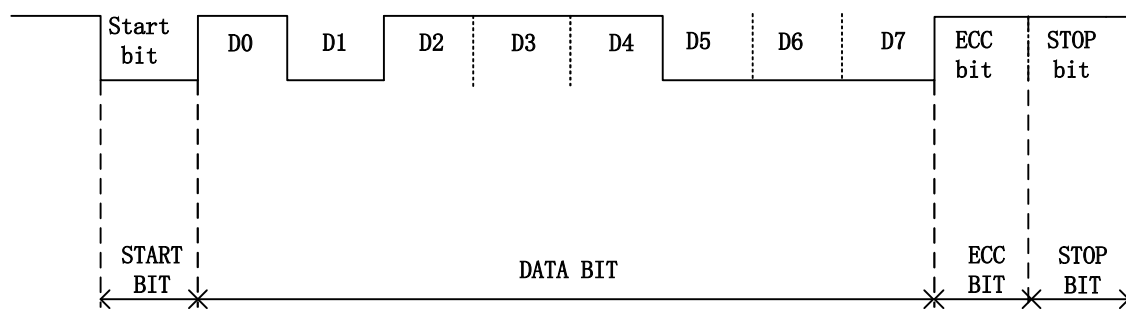 Start
bit
D0
D1
D2
D3
D4
D5
D6
D7
ECC
bit
STOP
bit
START
BIT
DATA BIT
ECC
BIT
STOP
BIT